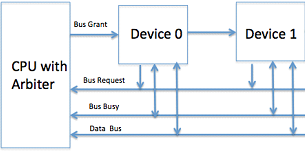 Bus Grant
Device 0
Device 1
CPU with
Arbiter
Bus Request
Bus Busy
Data Bus